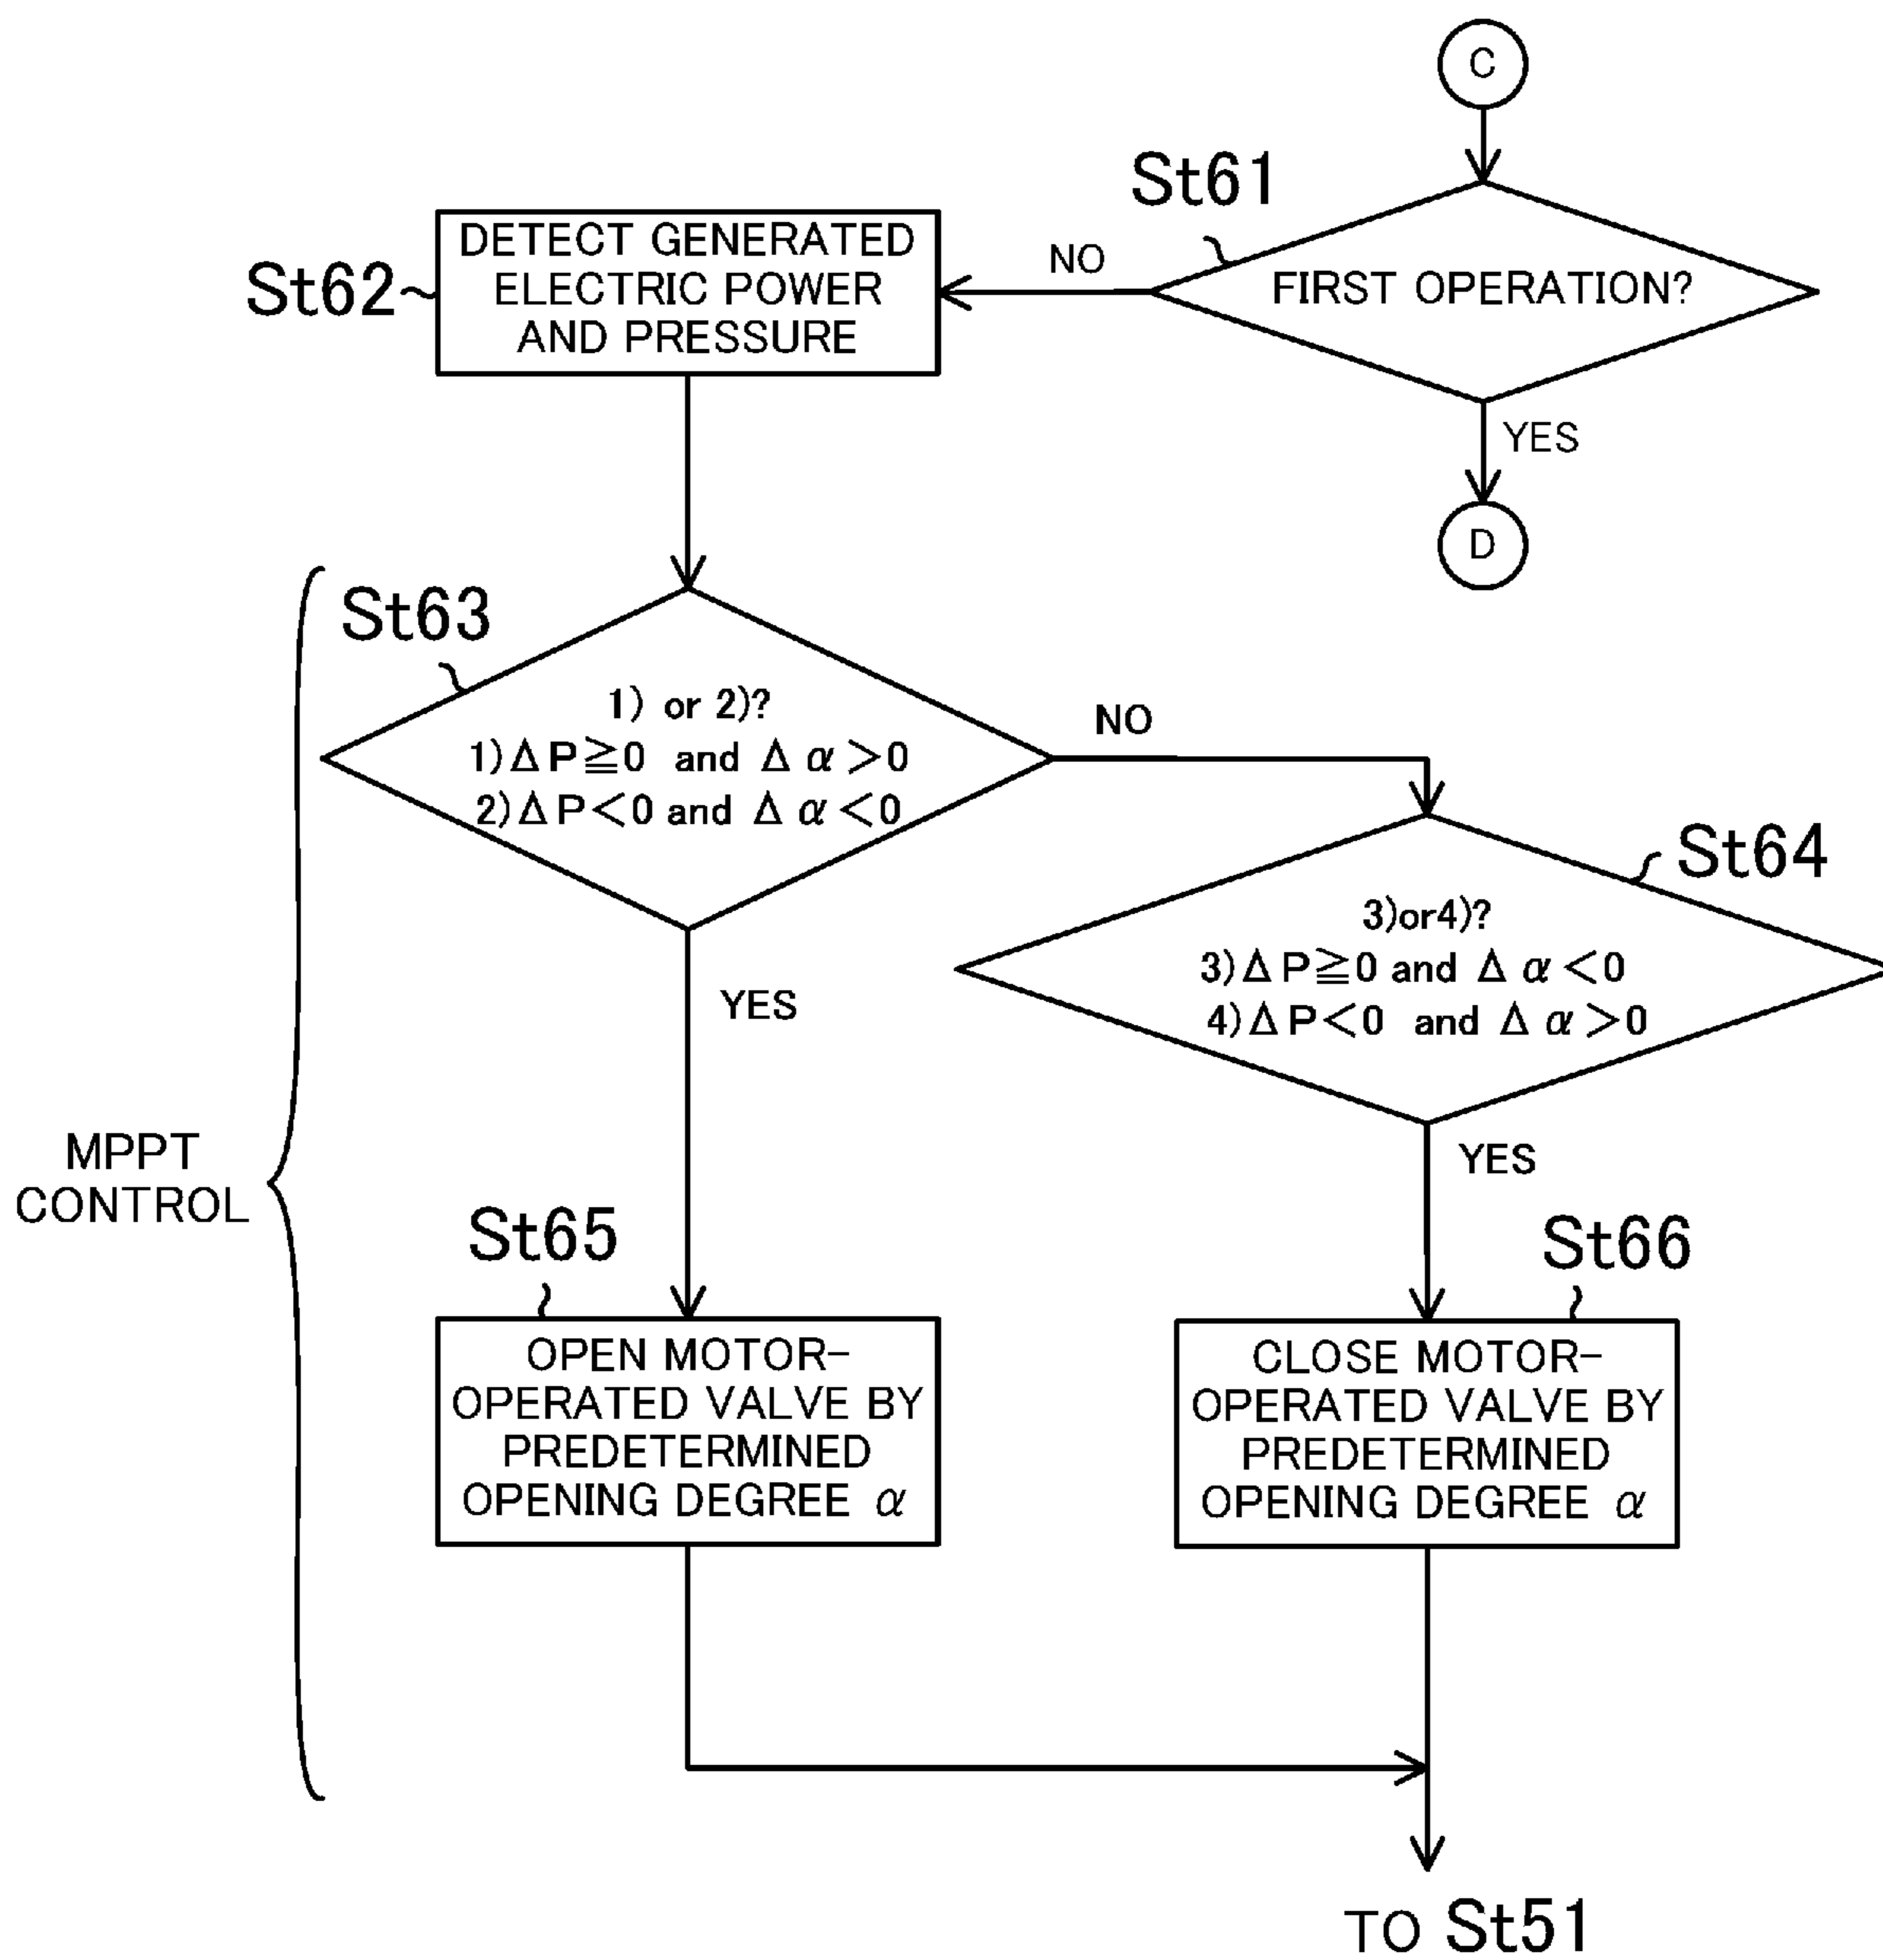 C
St61
FIRST OPERATION?
NO
YES
D
St62
DETECT GENERATED
ELECTRIC POWER
AND PRESSURE
St63
1) or 2)?
1)ΔP≧0 and Δα>0
2)ΔP<0 and Δα<0
NO
YES
St64
3)or4)?
3)ΔP≧0 and Δα<0
4)ΔP<0 and Δα>0
YES
MPPT
CONTROL
St65
OPEN MOTOR-
OPERATED VALVE BY
PREDETERMINED
OPENING DEGREE α
St66
CLOSE MOTOR-
OPERATED VALVE BY
PREDETERMINED
OPENING DEGREE α
TO St51